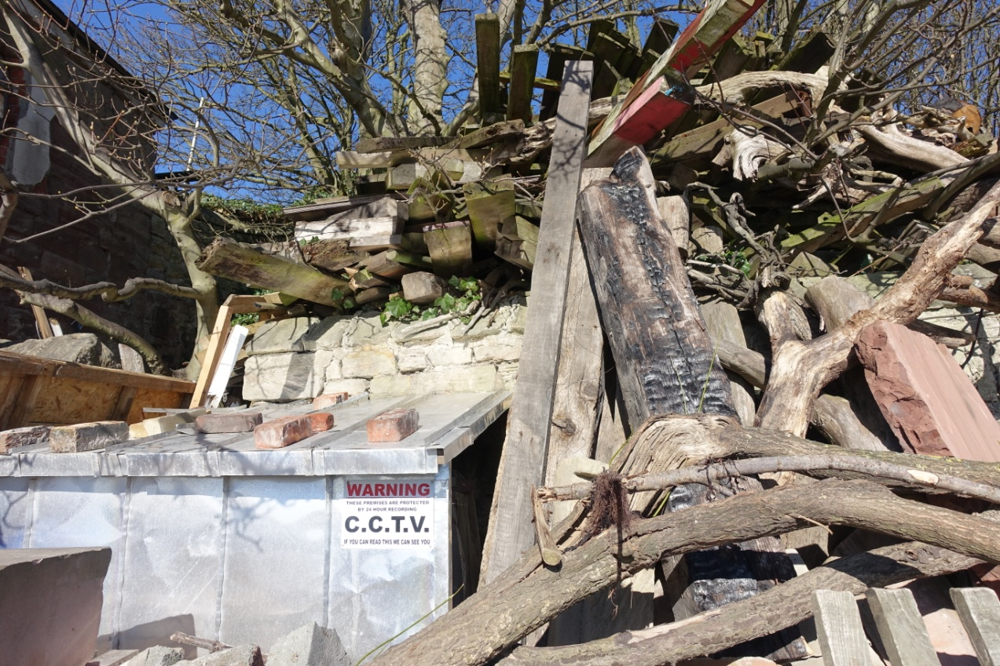 WARNING
THESE PREMISES ARE PROTECTED
BY 24 HOUR RECORDING
C.C.T.V.
IF YOU CAN READ THIS WE CAN SEE YOU